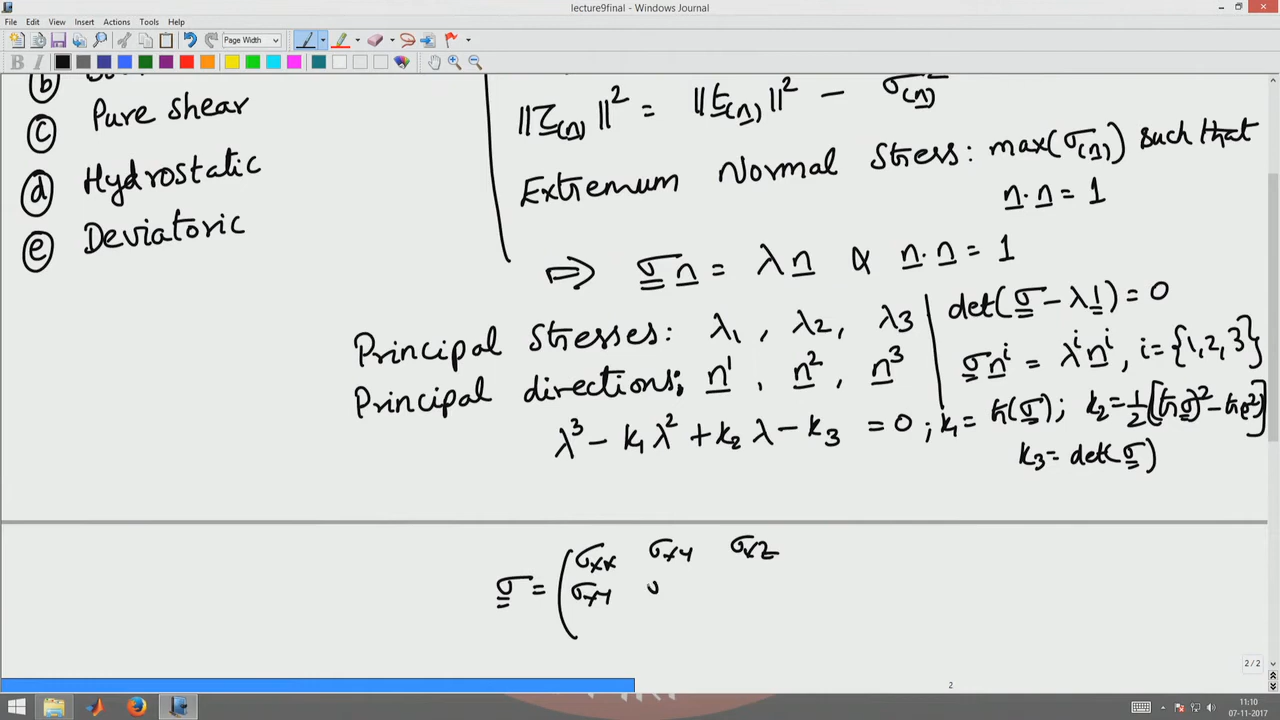 lecture9final - Windows Journal
File Edit View Insert Actions Tools Help
Page Width
B I
(b)
(c) Pure shear
(d) Hydrostatic
(e) Deviatoric
||τ(n)||² = ||t(n)||² − σ(n)²
Extremum Normal Stress: max(σ(n)) such that
n·n = 1
⇒ σn = λn & n·n = 1
Principal Stresses: λ1, λ2, λ3 | det(σ − λ1) = 0
Principal directions: n¹, n², n³ | σnⁱ = λⁱnⁱ, i={1,2,3}
λ³ − k1λ² + k2λ − k3 = 0; k1 = tr(σ); k2 = 1/2[(trσ)² − trσ²]
k3 = det(σ)
σ = (σxx σxy σxz
σxy
2/2
2
11:10
07-11-2017